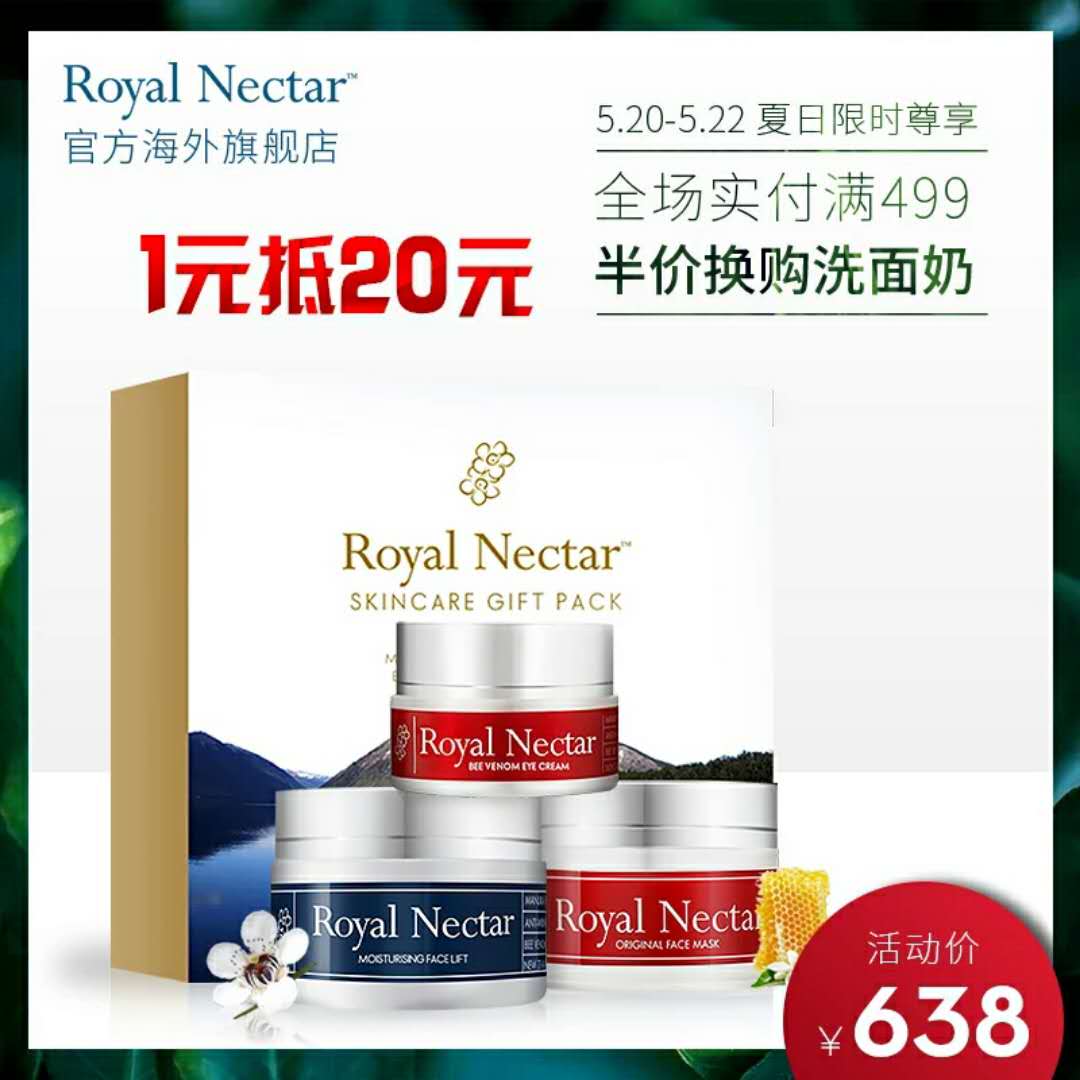 Royal Nectar™
官方海外旗舰店
5.20-5.22 夏日限时尊享
全场实付满499
半价换购洗面奶
1元抵20元
Royal Nectar™
SKINCARE GIFT PACK
Royal Nectar
BEE VENOM EYE CREAM
Royal Nectar
MOISTURISING FACE LIFT
MANUKA
BEE VENOM
Royal Nectar
ORIGINAL FACE MASK
活动价
¥638